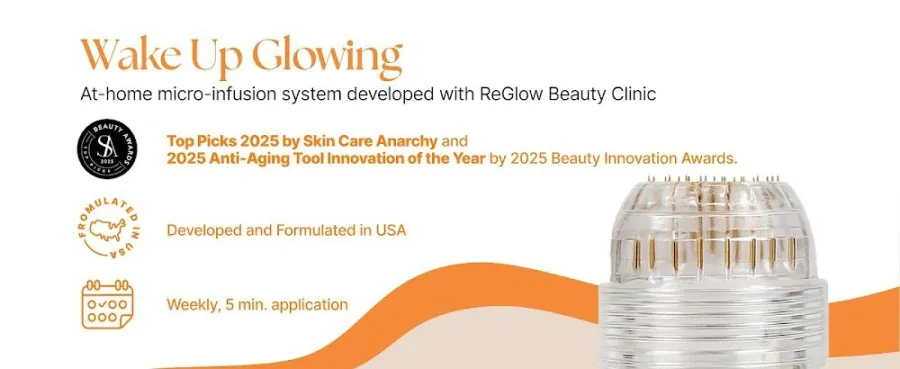 Wake Up Glowing
At-home micro-infusion system developed with ReGlow Beauty Clinic
BEAUTY AWARDS
SA
2025
TOP PICKS
Top Picks 2025 by Skin Care Anarchy and
2025 Anti-Aging Tool Innovation of the Year by 2025 Beauty Innovation Awards.
FROMULATED IN USA
Developed and Formulated in USA
Weekly, 5 min. application